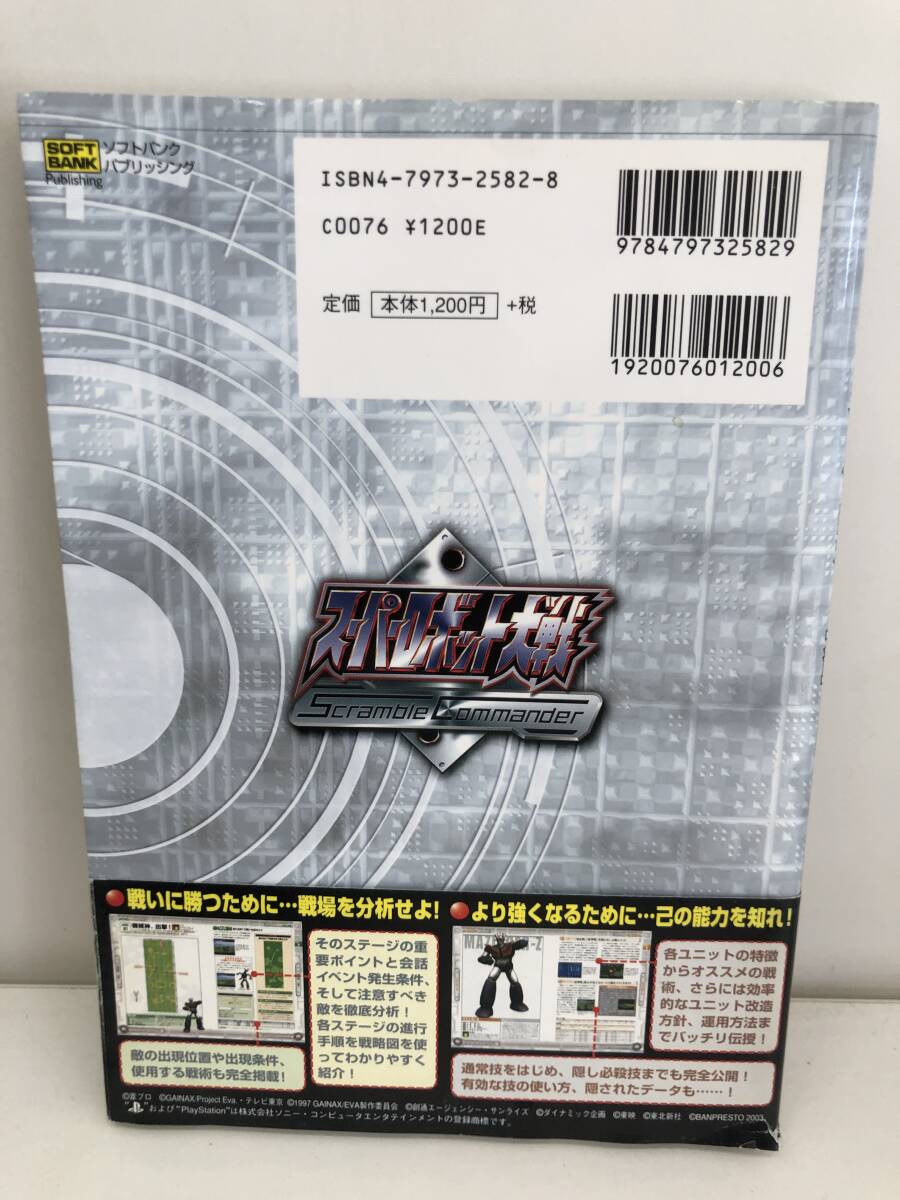 SOFT
BANK
Publishing
ソフトバンク
パブリッシング
ISBN4-7973-2582-8
C0076 ¥1200E
定価 本体1,200円 +税
9784797325829
1920076012006
スーパーロボット大戦
Scramble Commander
戦いに勝つために…戦場を分析せよ!
そのステージの重
要ポイントと会話
イベント発生条件、
そして注意すべき
敵を徹底分析!
各ステージの進行
手順を戦略図を使
ってわかりやすく
紹介!
敵の出現位置や出現条件、
使用する戦術も完全掲載!
より強くなるために…己の能力を知れ!
各ユニットの特徴
からオススメの戦
術、さらには効率
的なユニット改造
方針、運用方法ま
でバッチリ伝授!
通常技をはじめ、隠し必殺技までも完全公開!
有効な技の使い方、隠されたデータも……!
©葦プロ ©GAINAX/Project Eva.・テレビ東京 ©1997 GAINAX/EVA製作委員会 ©創通エージェンシー・サンライズ ©ダイナミック企画 ©東映 ©東北新社 ©BANPRESTO 2003
および"PlayStation"は株式会社ソニー・コンピュータエンタテインメントの登録商標です。